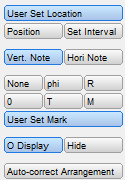 User Set Location
Position Set Interval
Vert. Note Hori Note
None phi R
0 T M
User Set Mark
O Display Hide
Auto-correct Arrangement